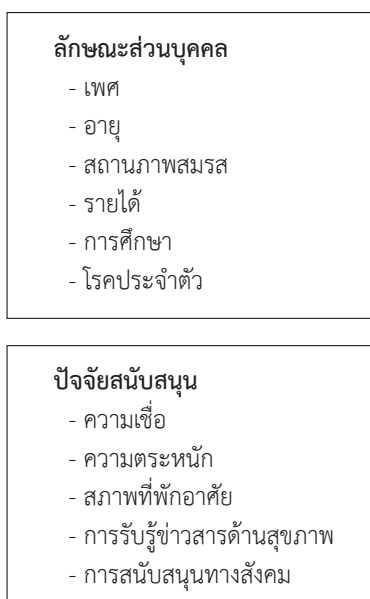 ลักษณะส่วนบุคคล
- เพศ
- อายุ
- สถานภาพสมรส
- รายได้
- การศึกษา
- โรคประจำตัว
ปัจจัยสนับสนุน
- ความเชื่อ
- ความตระหนัก
- สภาพที่พักอาศัย
- การรับรู้ข่าวสารด้านสุขภาพ
- การสนับสนุนทางสังคม